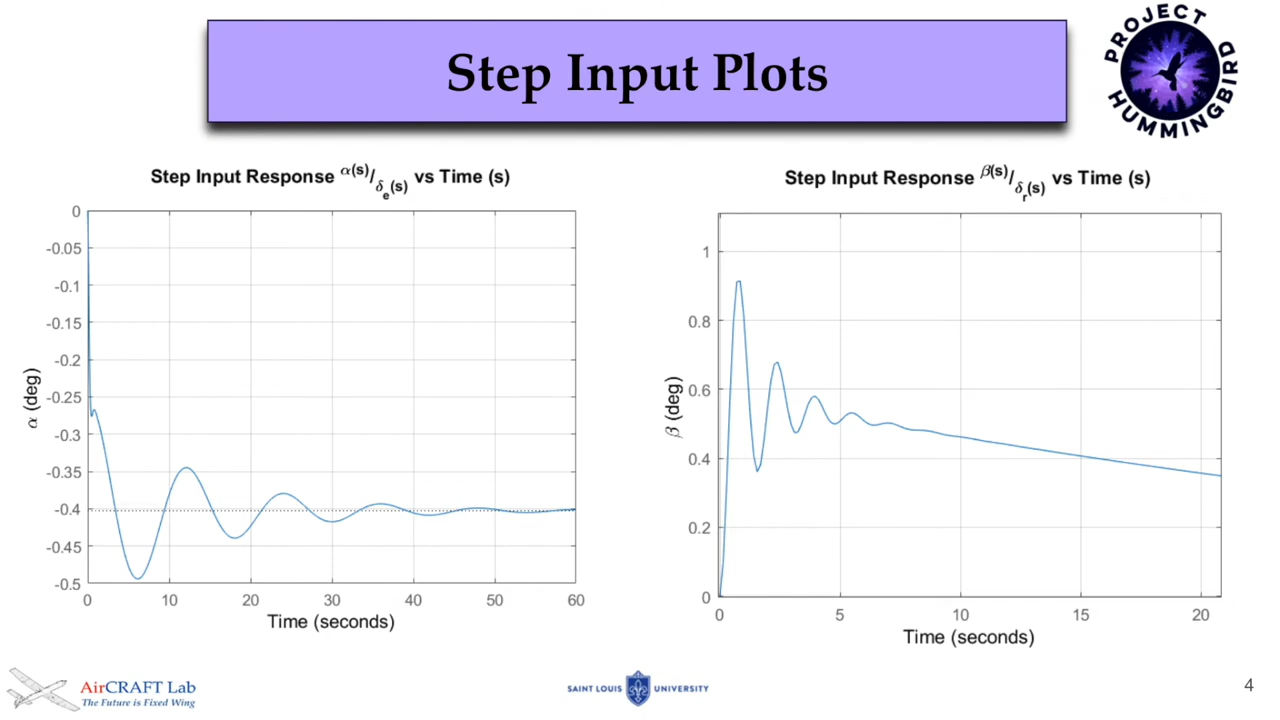 Step Input Plots
PROJECT
HUMMINGBIRD
Step Input Response α(s)/δe(s) vs Time (s)
0
-0.05
-0.1
-0.15
-0.2
-0.25
-0.3
-0.35
-0.4
-0.45
-0.5
α (deg)
0 10 20 30 40 50 60
Time (seconds)
Step Input Response β(s)/δr(s) vs Time (s)
1
0.8
0.6
0.4
0.2
0
β (deg)
0 5 10 15 20
Time (seconds)
AirCRAFT Lab
The Future is Fixed Wing
SAINT LOUIS UNIVERSITY
4